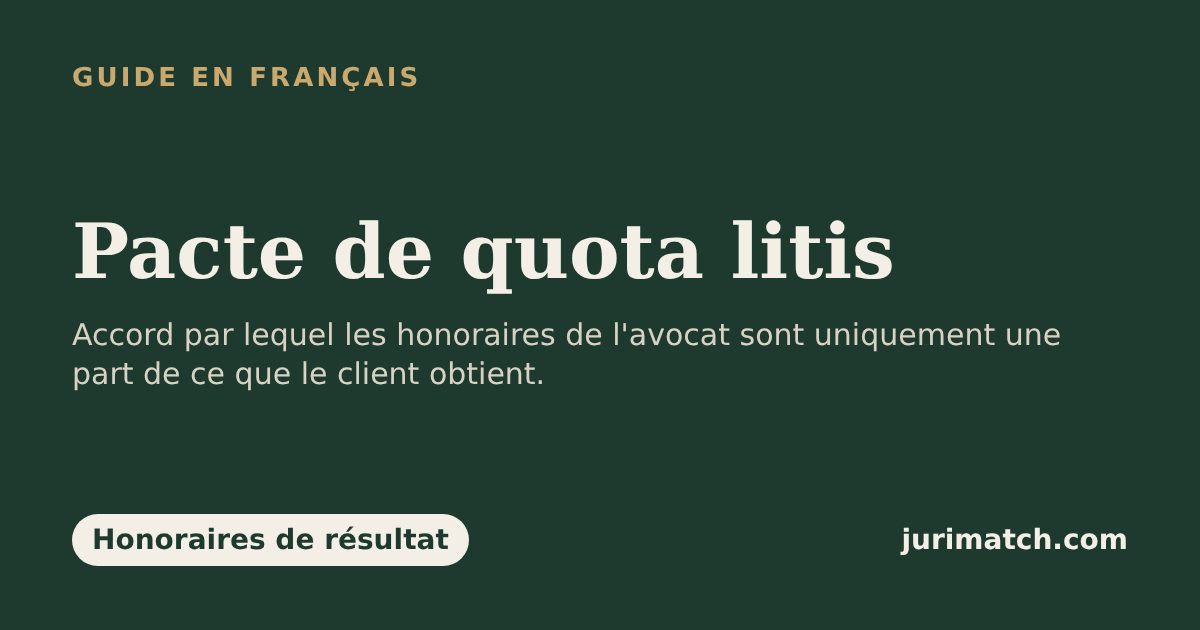 GUIDE EN FRANÇAIS
Pacte de quota litis
Accord par lequel les honoraires de l'avocat sont uniquement une
part de ce que le client obtient.
Honoraires de résultat
jurimatch.com